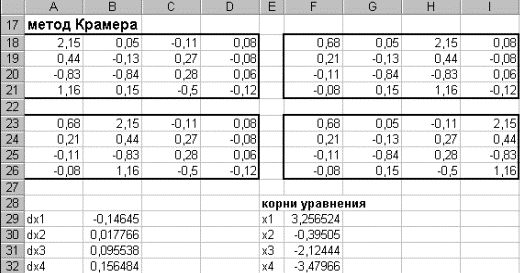 A B C D E F G H I
17 метод Крамера
18 2,15 0,05 -0,11 0,08 0,68 0,05 2,15 0,08
19 0,44 -0,13 0,27 -0,08 0,21 -0,13 0,44 -0,08
20 -0,83 -0,84 0,28 0,06 -0,11 -0,84 -0,83 0,06
21 1,16 0,15 -0,5 -0,12 -0,08 0,15 1,16 -0,12
22
23 0,68 2,15 -0,11 0,08 0,68 0,05 -0,11 2,15
24 0,21 0,44 0,27 -0,08 0,21 -0,13 0,27 0,44
25 -0,11 -0,83 0,28 0,06 -0,11 -0,84 0,28 -0,83
26 -0,08 1,16 -0,5 -0,12 -0,08 0,15 -0,5 1,16
27
28 корни уравнения
29 dx1 -0,14645 x1 3,256524
30 dx2 0,017766 x2 -0,39505
31 dx3 0,095538 x3 -2,12444
32 dx4 0,156484 x4 -3,47966